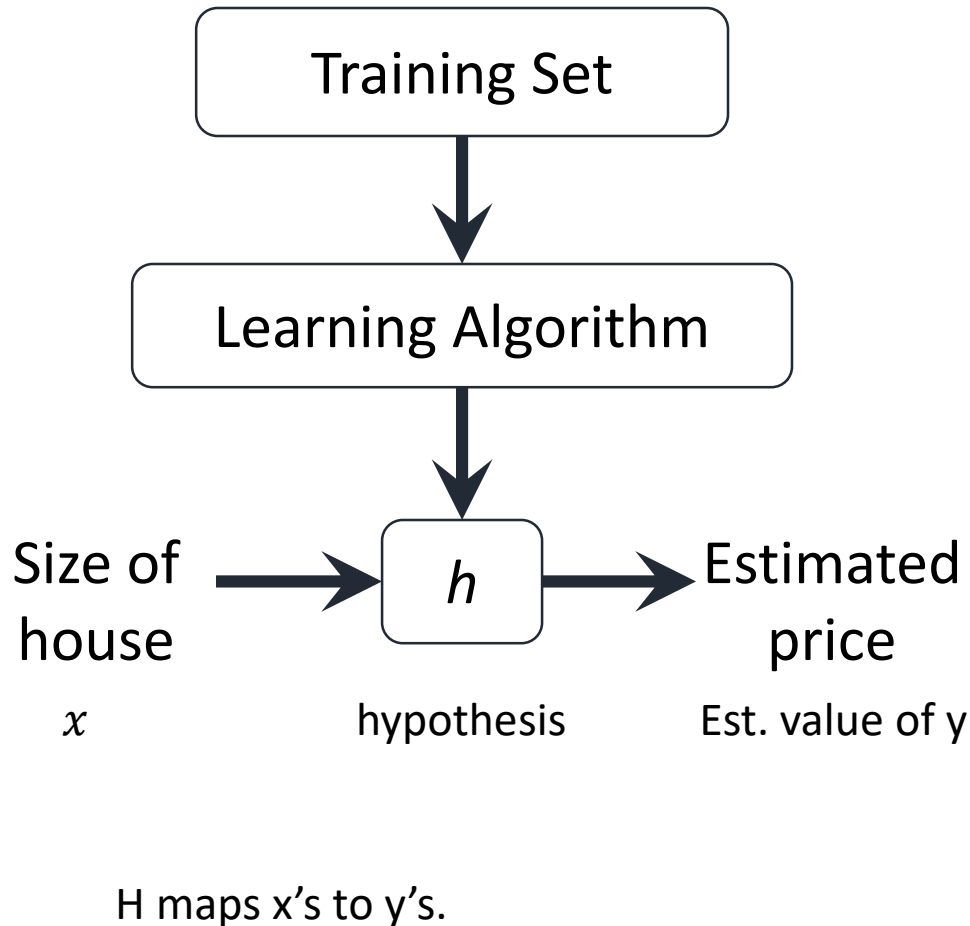 Training Set
Learning Algorithm
Size of
house
h
Estimated
price
x
hypothesis
Est. value of y
H maps x’s to y’s.